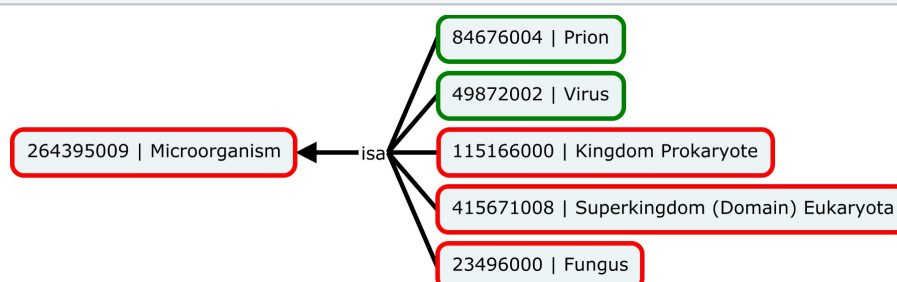 84676004 | Prion
49872002 | Virus
264395009 | Microorganism
isa
115166000 | Kingdom Prokaryote
415671008 | Superkingdom (Domain) Eukaryota
23496000 | Fungus